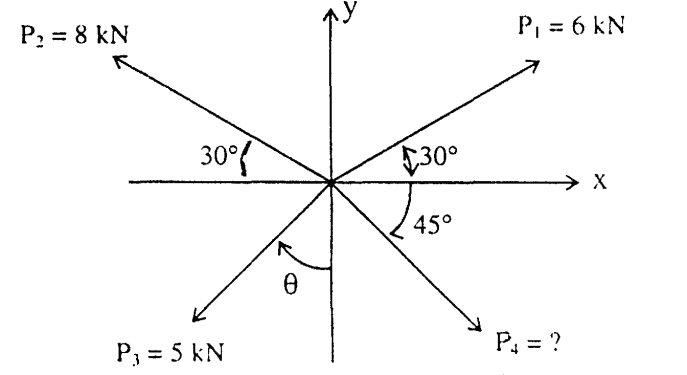 y
P₂ = 8 kN
P₁ = 6 kN
30°
30°
x
45°
θ
P₃ = 5 kN
P₄ = ?